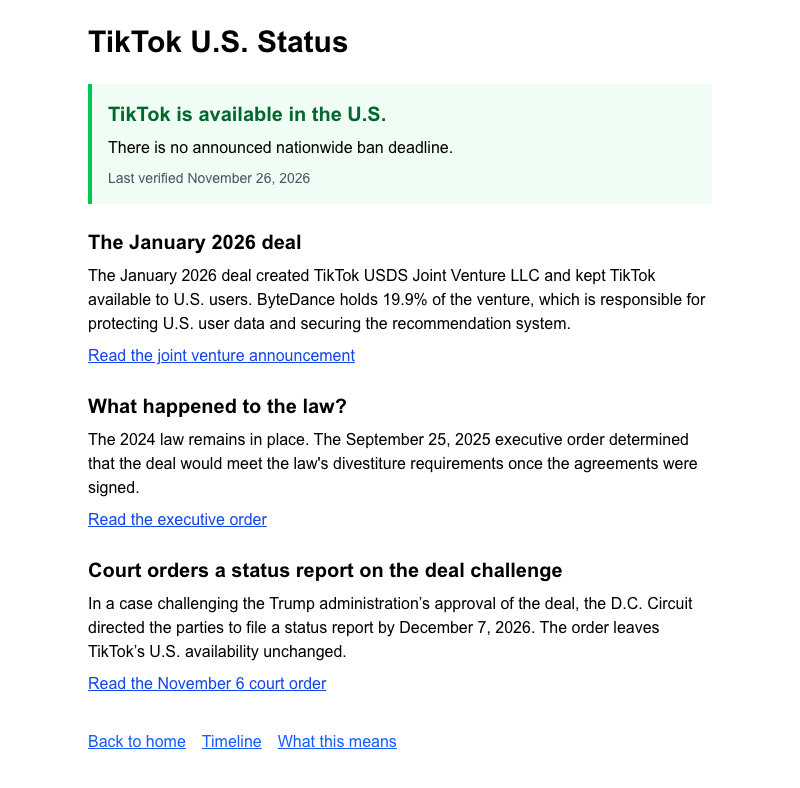 TikTok U.S. Status
TikTok is available in the U.S.
There is no announced nationwide ban deadline.
Last verified November 26, 2026
The January 2026 deal
The January 2026 deal created TikTok USDS Joint Venture LLC and kept TikTok
available to U.S. users. ByteDance holds 19.9% of the venture, which is responsible for
protecting U.S. user data and securing the recommendation system.
Read the joint venture announcement
What happened to the law?
The 2024 law remains in place. The September 25, 2025 executive order determined
that the deal would meet the law's divestiture requirements once the agreements were
signed.
Read the executive order
Court orders a status report on the deal challenge
In a case challenging the Trump administration’s approval of the deal, the D.C. Circuit
directed the parties to file a status report by December 7, 2026. The order leaves
TikTok’s U.S. availability unchanged.
Read the November 6 court order
Back to home Timeline What this means